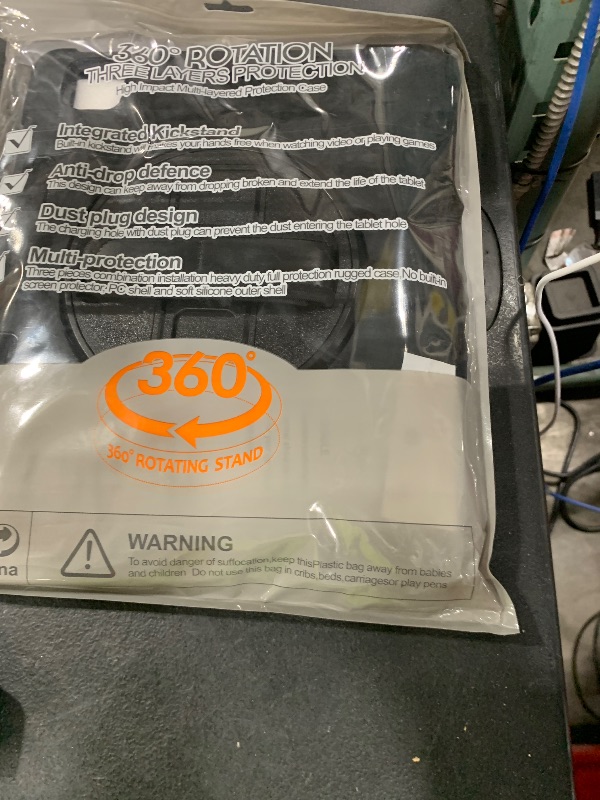 360° ROTATION
THREE LAYERS PROTECTION
High Impact Multi-layered Protection Case
Integrated Kickstand
Built-in kickstand will makes your hands free when watching video or playing games
Anti-drop defence
This design can keep away from dropping broken and extend the life of the tablet
Dust plug design
The charging hole with dust plug can prevent the dust entering the tablet hole
Multi-protection
Three pieces combination installation heavy duty full protection rugged case, No built-in
screen protector. PC shell and soft silicone outer shell
360°
360° ROTATING STAND
na
WARNING
To avoid danger of suffocation,keep thisPlastic bag away from babies
and children Do not use this bag in cribs,beds,carriagesor play pens